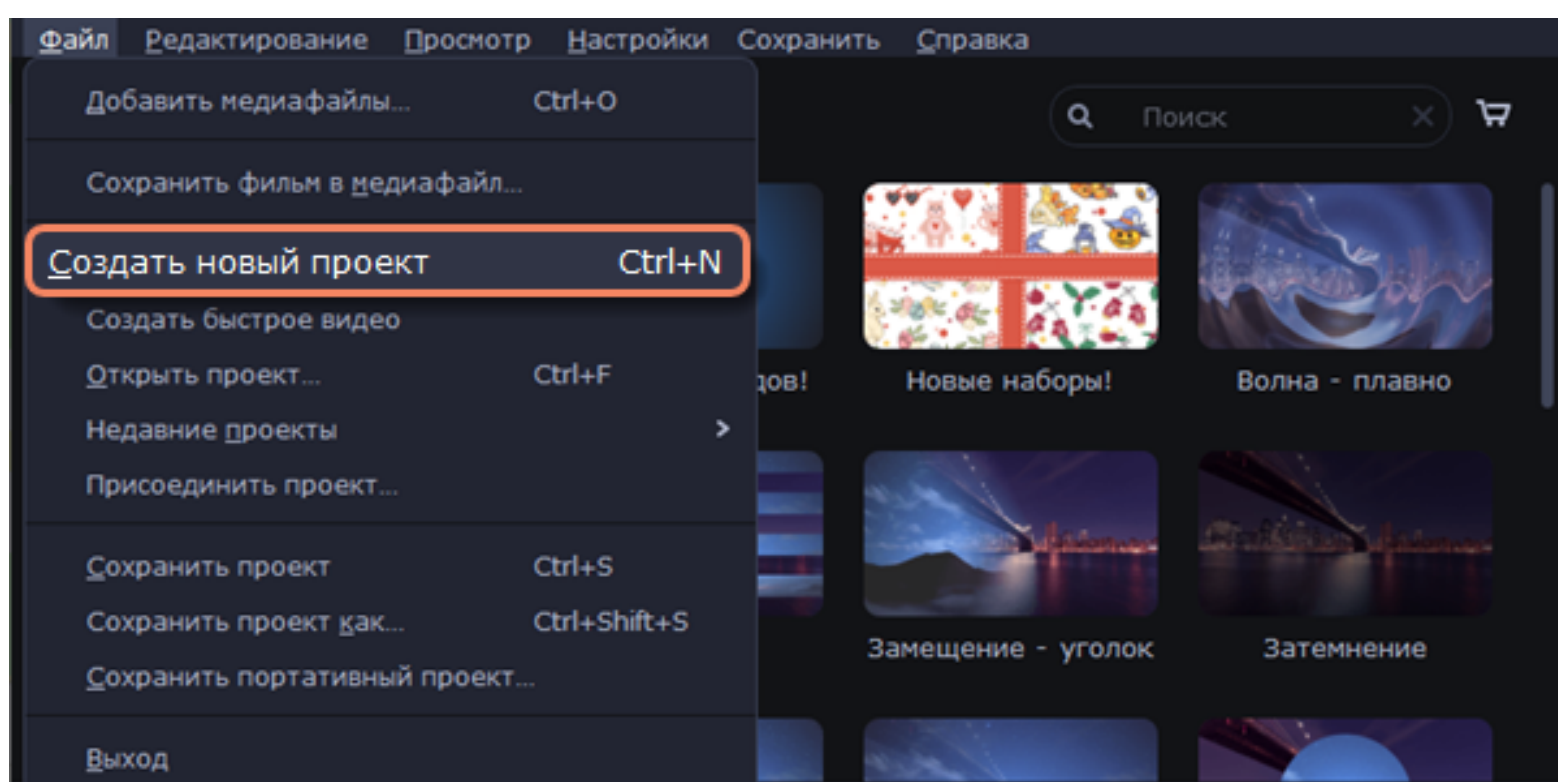 Файл Редактирование Просмотр Настройки Сохранить Справка
Добавить медиафайлы... Ctrl+O
Поиск
Сохранить фильм в медиафайл...
Создать новый проект Ctrl+N
Создать быстрое видео
Открыть проект... Ctrl+F
дов! Новые наборы! Волна - плавно
Недавние проекты
Присоединить проект...
Сохранить проект Ctrl+S
Сохранить проект как... Ctrl+Shift+S
Замещение - уголок Затемнение
Сохранить портативный проект...
Выход